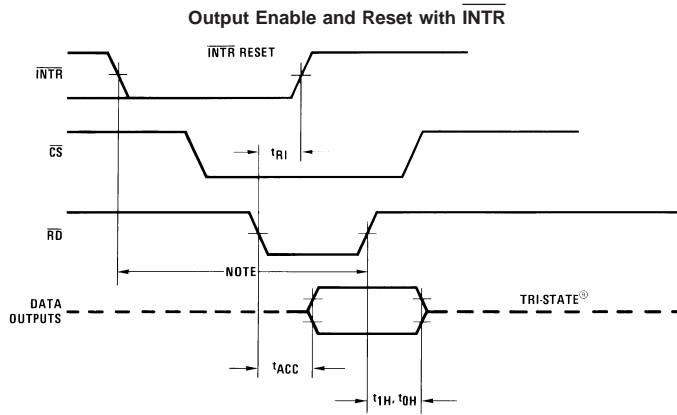 Output Enable and Reset with INTR
INTR RESET
INTR
CS
tRI
RD
NOTE
DATA
OUTPUTS
TRI-STATE®
tACC
t1H, t0H